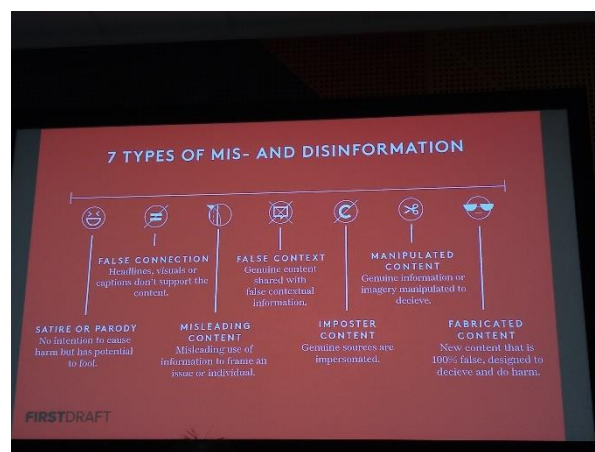 7 TYPES OF MIS- AND DISINFORMATION
SATIRE OR PARODY
No intention to cause
harm but has potential
to fool.
FALSE CONNECTION
Headlines, visuals or
captions don't support the
content.
MISLEADING
CONTENT
Misleading use of
information to frame an
issue or individual.
FALSE CONTEXT
Genuine content
shared with
false contextual
information.
IMPOSTER
CONTENT
Genuine sources are
impersonated.
MANIPULATED
CONTENT
Genuine information or
imagery manipulated to
decieve.
FABRICATED
CONTENT
New content that is
100% false, designed to
decieve and do harm.
FIRSTDRAFT